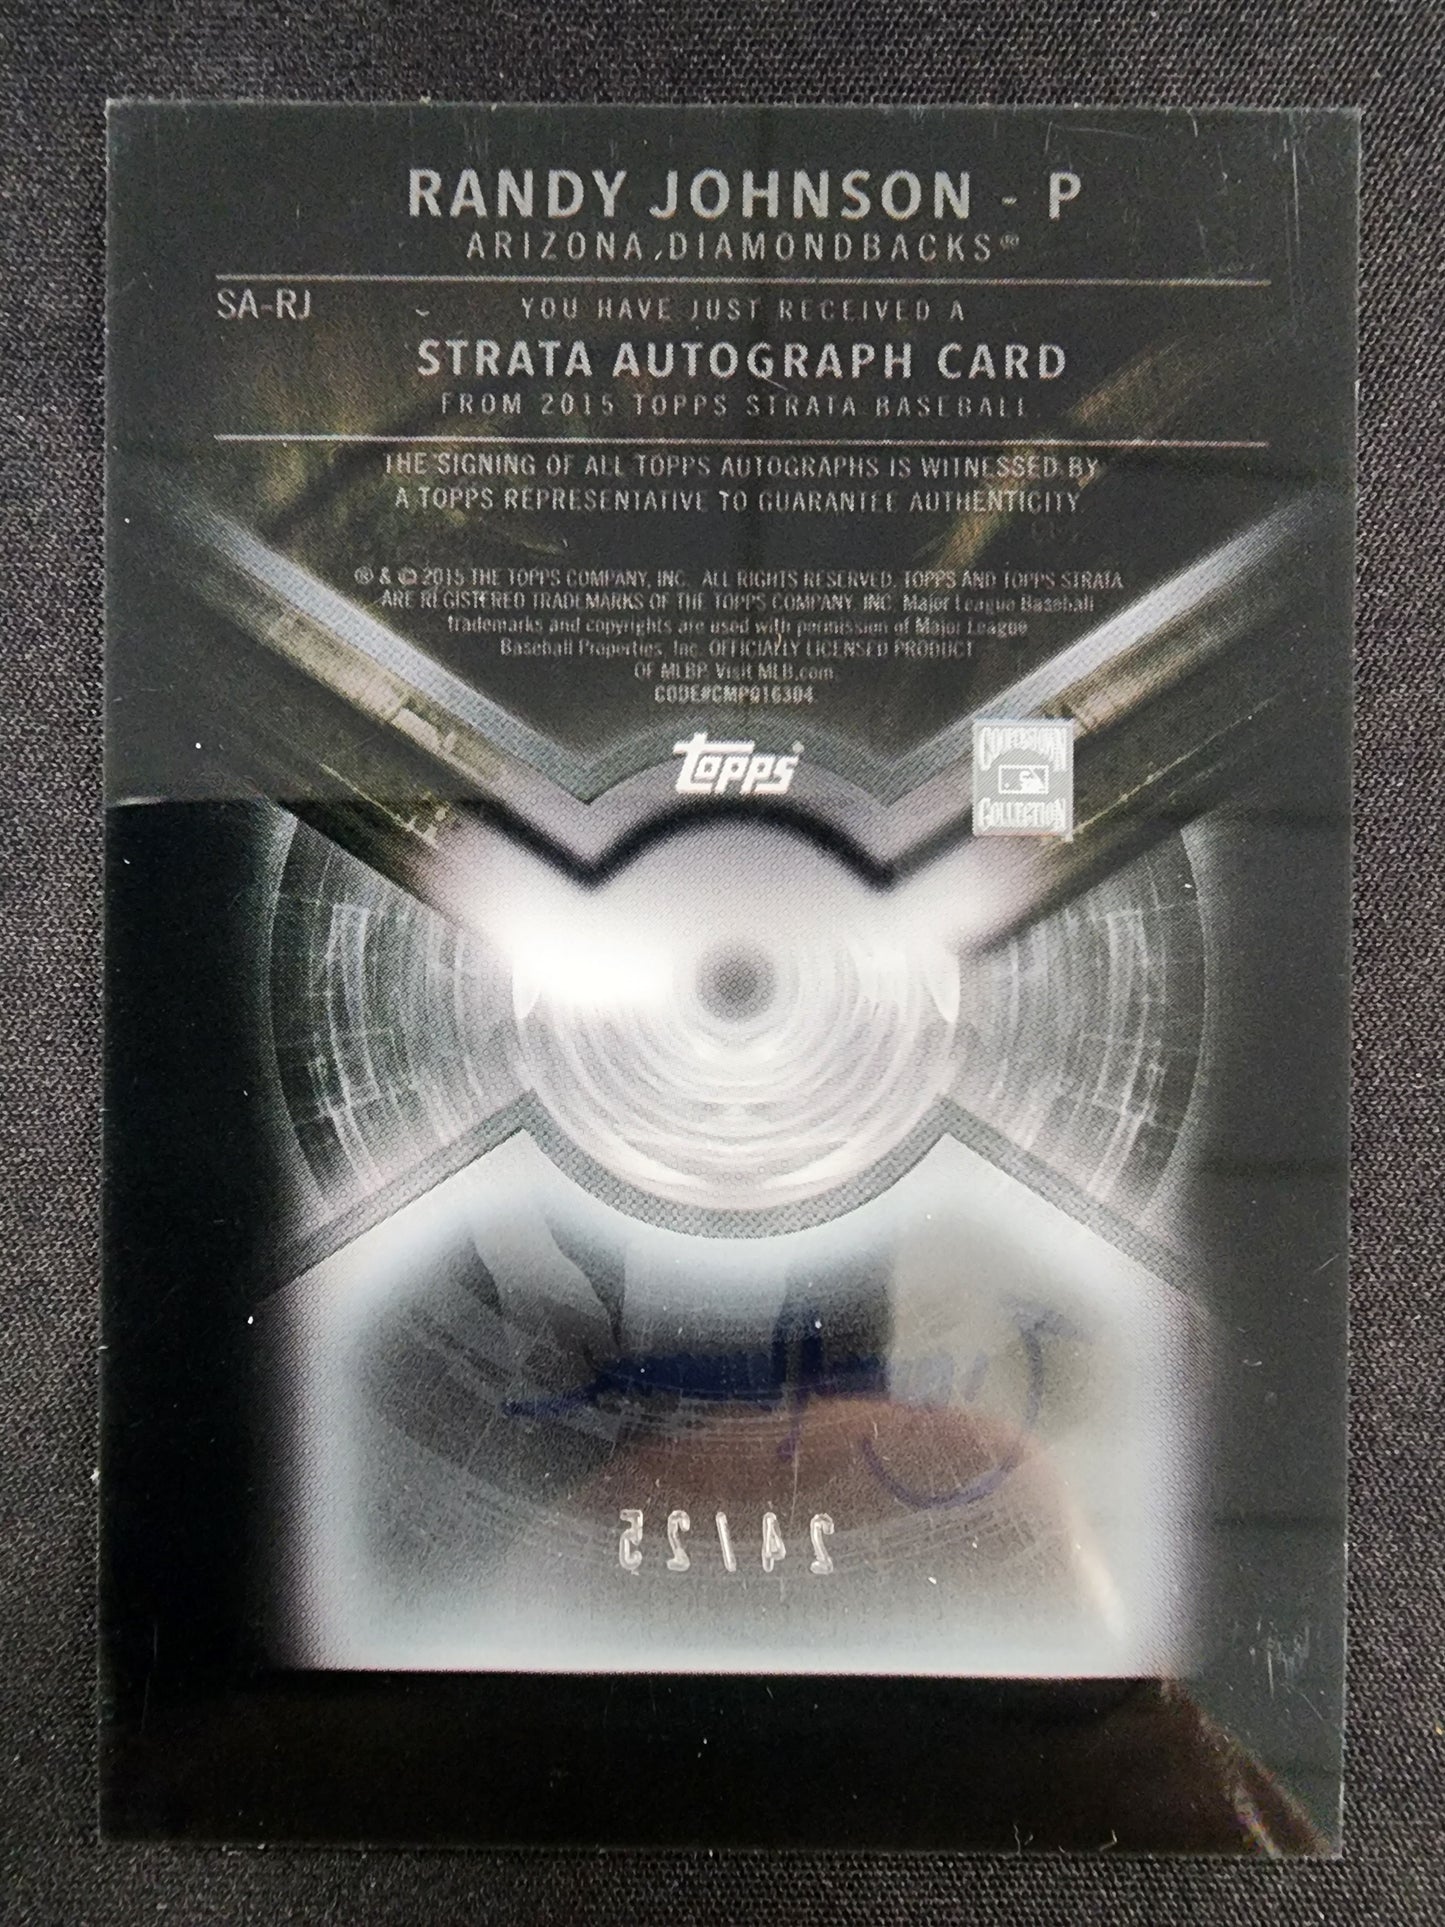 RANDY JOHNSON - P
ARIZONA DIAMONDBACKS®
SA-RJ
YOU HAVE JUST RECEIVED A
STRATA AUTOGRAPH CARD
FROM 2015 TOPPS STRATA BASEBALL
THE SIGNING OF ALL TOPPS AUTOGRAPHS IS WITNESSED BY
A TOPPS REPRESENTATIVE TO GUARANTEE AUTHENTICITY
® & © 2015 THE TOPPS COMPANY, INC. ALL RIGHTS RESERVED. TOPPS AND TOPPS STRATA
ARE REGISTERED TRADEMARKS OF THE TOPPS COMPANY, INC. Major League Baseball
trademarks and copyrights are used with permission of Major League
Baseball Properties, Inc. OFFICIALLY LICENSED PRODUCT
OF MLBP. Visit MLB.com
CODE#CMP016304
topps®
COOPERSTOWN
COLLECTION
24/25